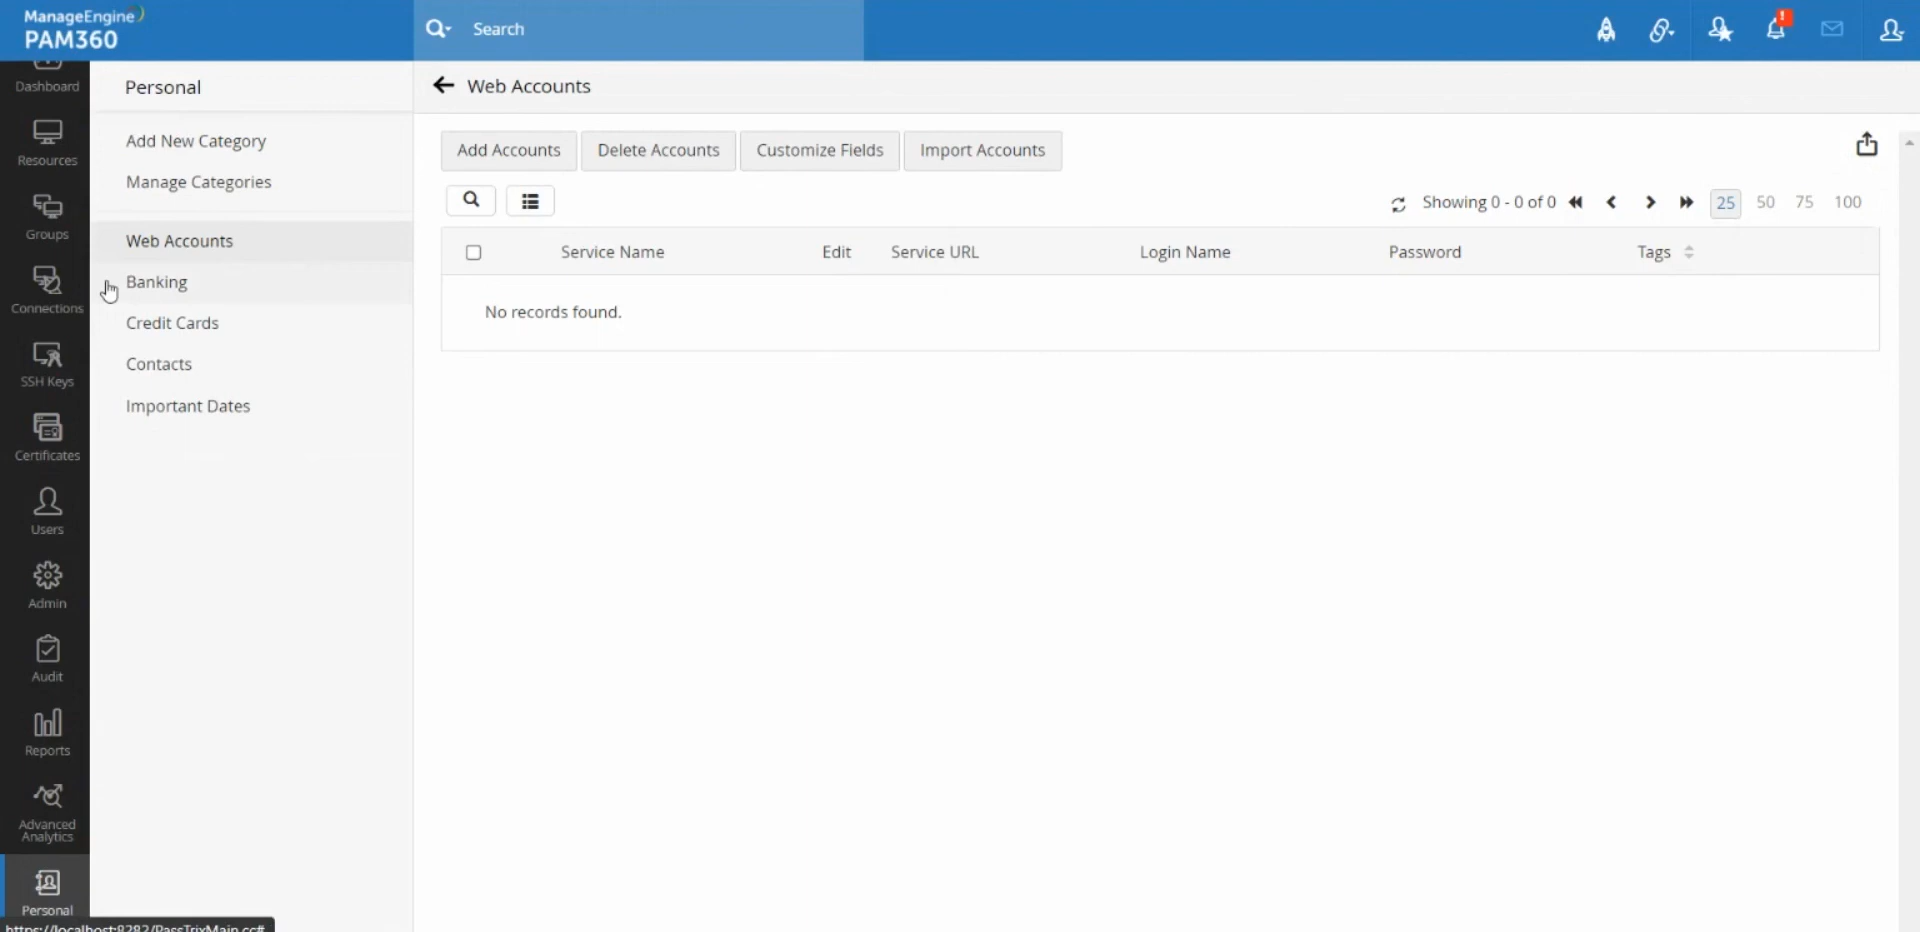 ManageEngine
PAM360
Search
!
Dashboard
Resources
Groups
Connections
SSH Keys
Certificates
Users
Admin
Audit
Reports
Advanced
Analytics
Personal
Personal
Add New Category
Manage Categories
Web Accounts
Banking
Credit Cards
Contacts
Important Dates
Web Accounts
Add Accounts Delete Accounts Customize Fields Import Accounts
Showing 0 - 0 of 0 25 50 75 100
Service Name Edit Service URL Login Name Password Tags
No records found.
https://localhost:8282/PassTrixMain.cc#